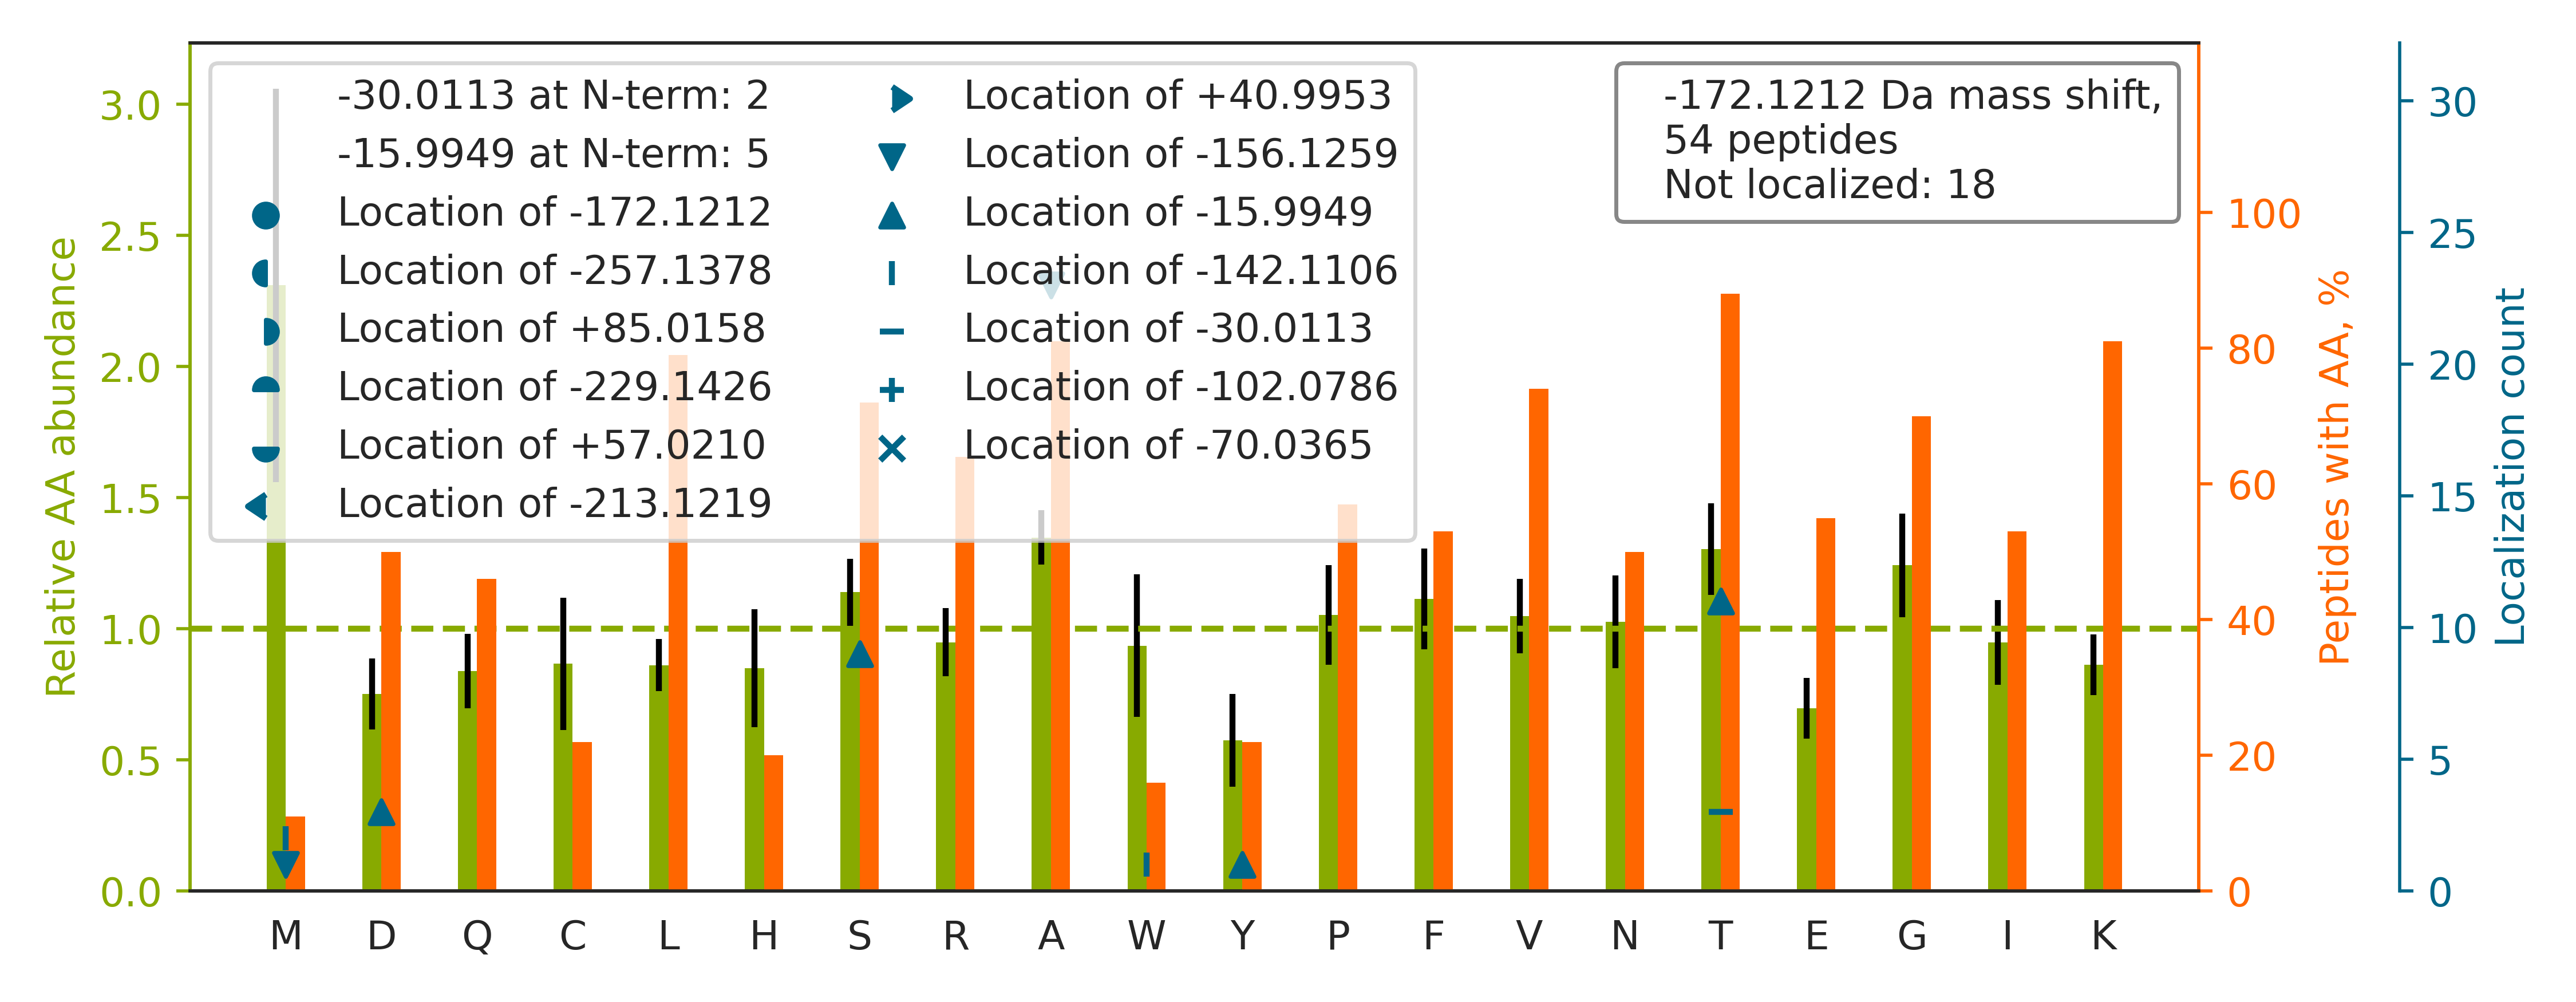 Relative AA abundance
3.0
2.5
2.0
1.5
1.0
0.5
0.0
-30.0113 at N-term: 2
-15.9949 at N-term: 5
Location of -172.1212
Location of -257.1378
Location of +85.0158
Location of -229.1426
Location of +57.0210
Location of -213.1219
Location of +40.9953
Location of -156.1259
Location of -15.9949
Location of -142.1106
Location of -30.0113
Location of -102.0786
Location of -70.0365
-172.1212 Da mass shift,
54 peptides
Not localized: 18
100
80
60
40
20
0
Peptides with AA, %
30
25
20
15
10
5
0
Localization count
M D Q C L H S R A W Y P F V N T E G I K